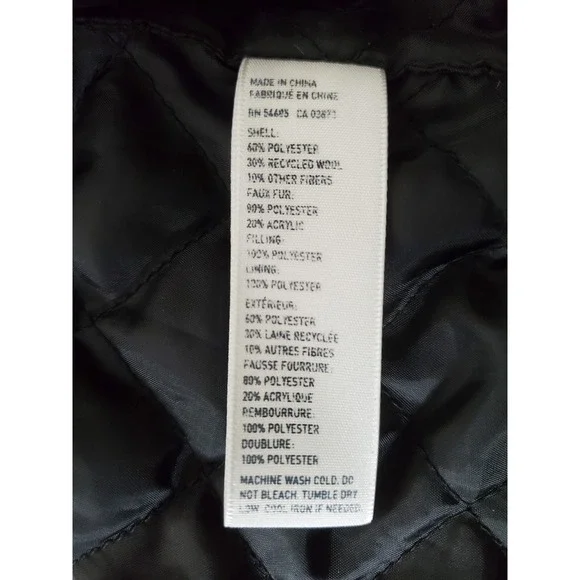 MADE IN CHINA
FABRIQUÉ EN CHINE
RN 54605 CA 03673
SHELL:
60% POLYESTER
30% RECYCLED WOOL
10% OTHER FIBERS
FAUX FUR:
80% POLYESTER
20% ACRYLIC
FILLING:
100% POLYESTER
LINING:
100% POLYESTER
EXTÉRIEUR:
60% POLYESTER
30% LAINE RECYCLÉE
10% AUTRES FIBRES
FAUSSE FOURRURE:
80% POLYESTER
20% ACRYLIQUE
REMBOURRURE:
100% POLYESTER
DOUBLURE:
100% POLYESTER
MACHINE WASH COLD. DO
NOT BLEACH. TUMBLE DRY
LOW. COOL IRON IF NEEDED.